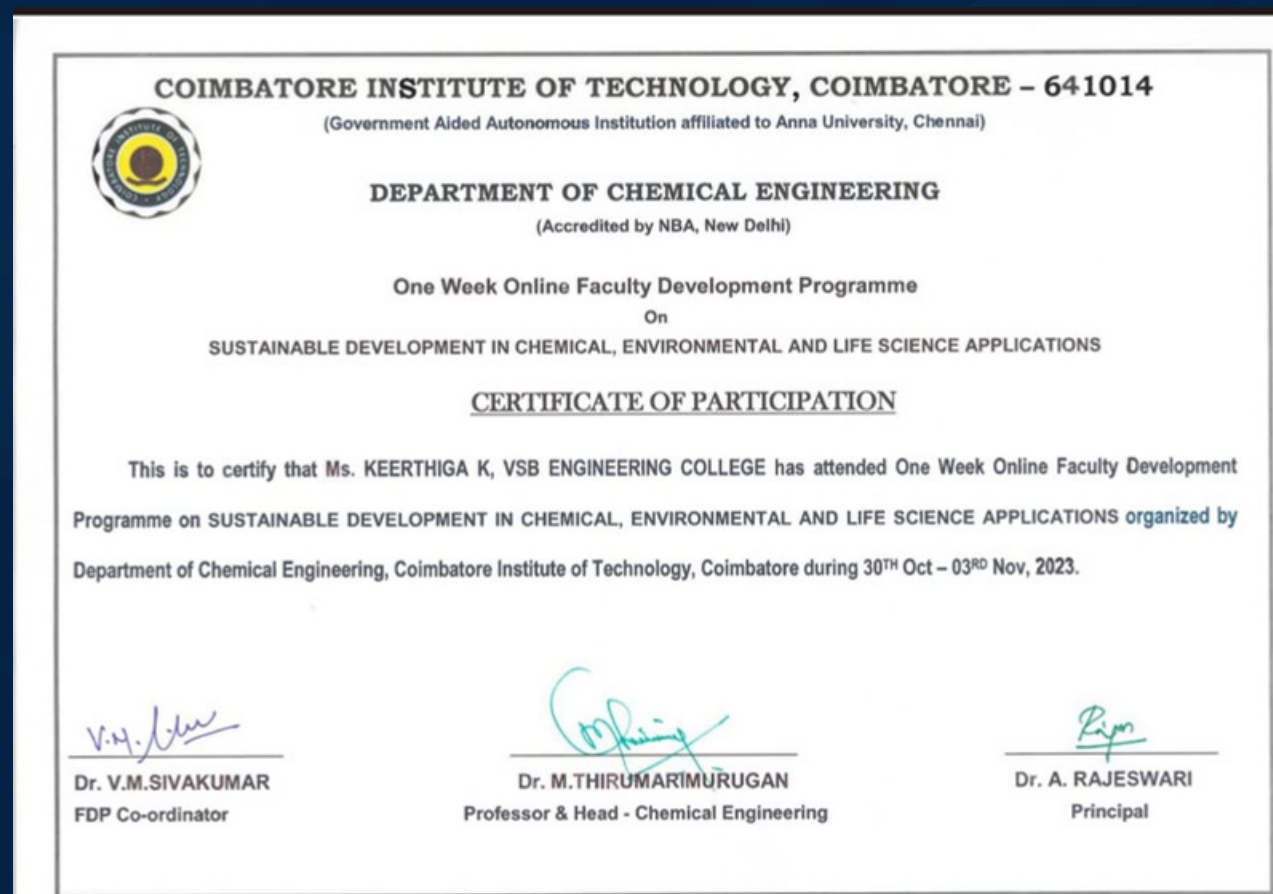 COIMBATORE INSTITUTE OF TECHNOLOGY, COIMBATORE – 641014
(Government Aided Autonomous Institution affiliated to Anna University, Chennai)
COIMBATORE INSTITUTE OF TECHNOLOGY
DEPARTMENT OF CHEMICAL ENGINEERING
(Accredited by NBA, New Delhi)
One Week Online Faculty Development Programme
On
SUSTAINABLE DEVELOPMENT IN CHEMICAL, ENVIRONMENTAL AND LIFE SCIENCE APPLICATIONS
CERTIFICATE OF PARTICIPATION
This is to certify that Ms. KEERTHIGA K, VSB ENGINEERING COLLEGE has attended One Week Online Faculty Development
Programme on SUSTAINABLE DEVELOPMENT IN CHEMICAL, ENVIRONMENTAL AND LIFE SCIENCE APPLICATIONS organized by
Department of Chemical Engineering, Coimbatore Institute of Technology, Coimbatore during 30TH Oct – 03RD Nov, 2023.
V.M.
Dr. V.M.SIVAKUMAR
FDP Co-ordinator
Dr. M.THIRUMARIMURUGAN
Professor & Head - Chemical Engineering
Dr. A. RAJESWARI
Principal